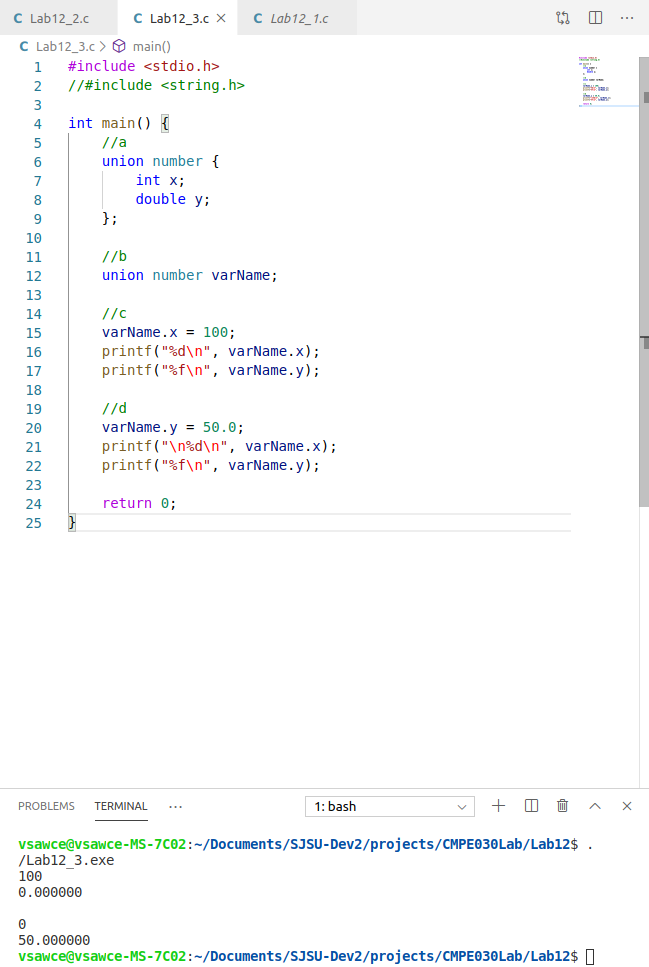 C Lab12_2.c C Lab12_3.c × C Lab12_1.c ···
C Lab12_3.c > main()
1 #include <stdio.h>
2 //#include <string.h>
3
4 int main() {
5 //a
6 union number {
7 int x;
8 double y;
9 };
10
11 //b
12 union number varName;
13
14 //c
15 varName.x = 100;
16 printf("%d\n", varName.x);
17 printf("%f\n", varName.y);
18
19 //d
20 varName.y = 50.0;
21 printf("\n%d\n", varName.x);
22 printf("%f\n", varName.y);
23
24 return 0;
25 }
PROBLEMS TERMINAL ··· 1: bash
vsawce@vsawce-MS-7C02:~/Documents/SJSU-Dev2/projects/CMPE030Lab/Lab12$ .
/Lab12_3.exe
100
0.000000

0
50.000000
vsawce@vsawce-MS-7C02:~/Documents/SJSU-Dev2/projects/CMPE030Lab/Lab12$